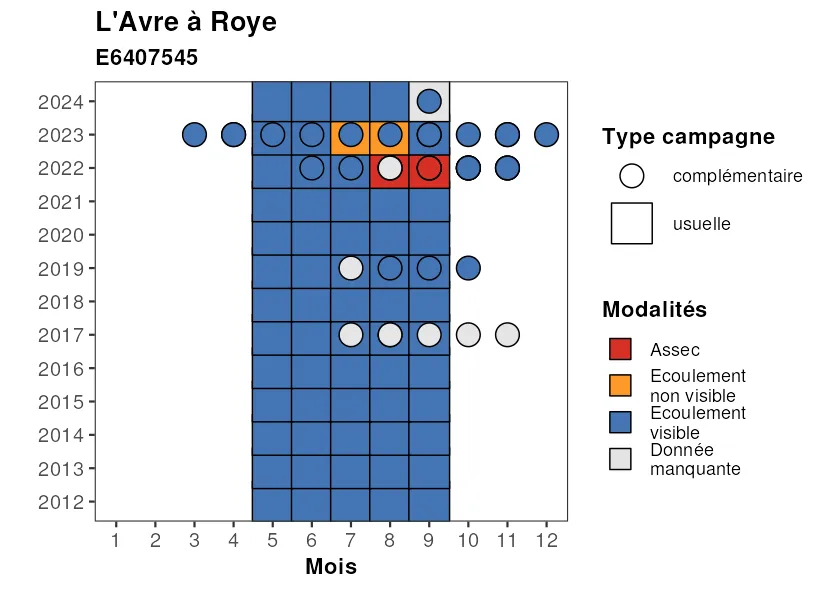 L'Avre à Roye
E6407545
2024
2023
2022
2021
2020
2019
2018
2017
2016
2015
2014
2013
2012
1 2 3 4 5 6 7 8 9 10 11 12
Mois
Type campagne
complémentaire
usuelle
Modalités
Assec
Ecoulement
non visible
Ecoulement
visible
Donnée
manquante